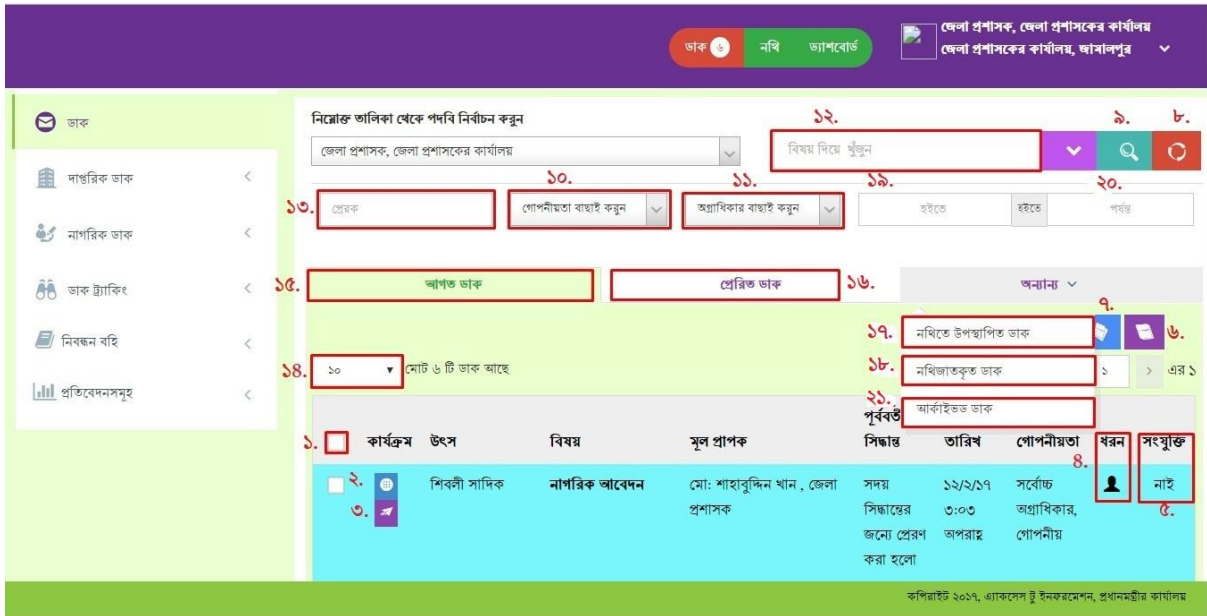 ডাক ৬ নথি ড্যাশবোর্ড
জেলা প্রশাসক, জেলা প্রশাসকের কার্যালয়
জেলা প্রশাসকের কার্যালয়, জামালপুর
ডাক
দাপ্তরিক ডাক
নাগরিক ডাক
ডাক ট্র্যাকিং
নিবন্ধন বহি
প্রতিবেদনসমূহ
নিম্নোক্ত তালিকা থেকে পদবি নির্বাচন করুন
১২. ৯. ৮.
জেলা প্রশাসক, জেলা প্রশাসকের কার্যালয়
বিষয় দিয়ে খুঁজুন
১০. ১১. ১৯. ২০.
১৩. প্রেরক গোপনীয়তা বাছাই করুন অগ্রাধিকার বাছাই করুন হইতে হইতে পর্যন্ত
১৫. আগত ডাক প্রেরিত ডাক ১৬. অন্যান্য
৭.
১৭. নথিতে উপস্থাপিত ডাক ৬.
১৪. ১০ মোট ৬ টি ডাক আছে ১৮. নথিজাতকৃত ডাক ১ এর ১
২১. আর্কাইভড ডাক
১. কার্যক্রম উৎস বিষয় মূল প্রাপক পূর্ববর্তী সিদ্ধান্ত তারিখ গোপনীয়তা ধরন সংযুক্তি
৪.
২. শিবলী সাদিক নাগরিক আবেদন মো: শাহাবুদ্দিন খান , জেলা সদয় ১২/২/১৭ সর্বোচ্চ নাই
৩. প্রশাসক সিদ্ধান্তের ৩:০৩ অগ্রাধিকার, ৫.
জন্যে প্রেরণ অপরাহ্ণ গোপনীয়
করা হলো
কপিরাইট ২০১৭, এ্যাকসেস টু ইনফরমেশন, প্রধানমন্ত্রীর কার্যালয়